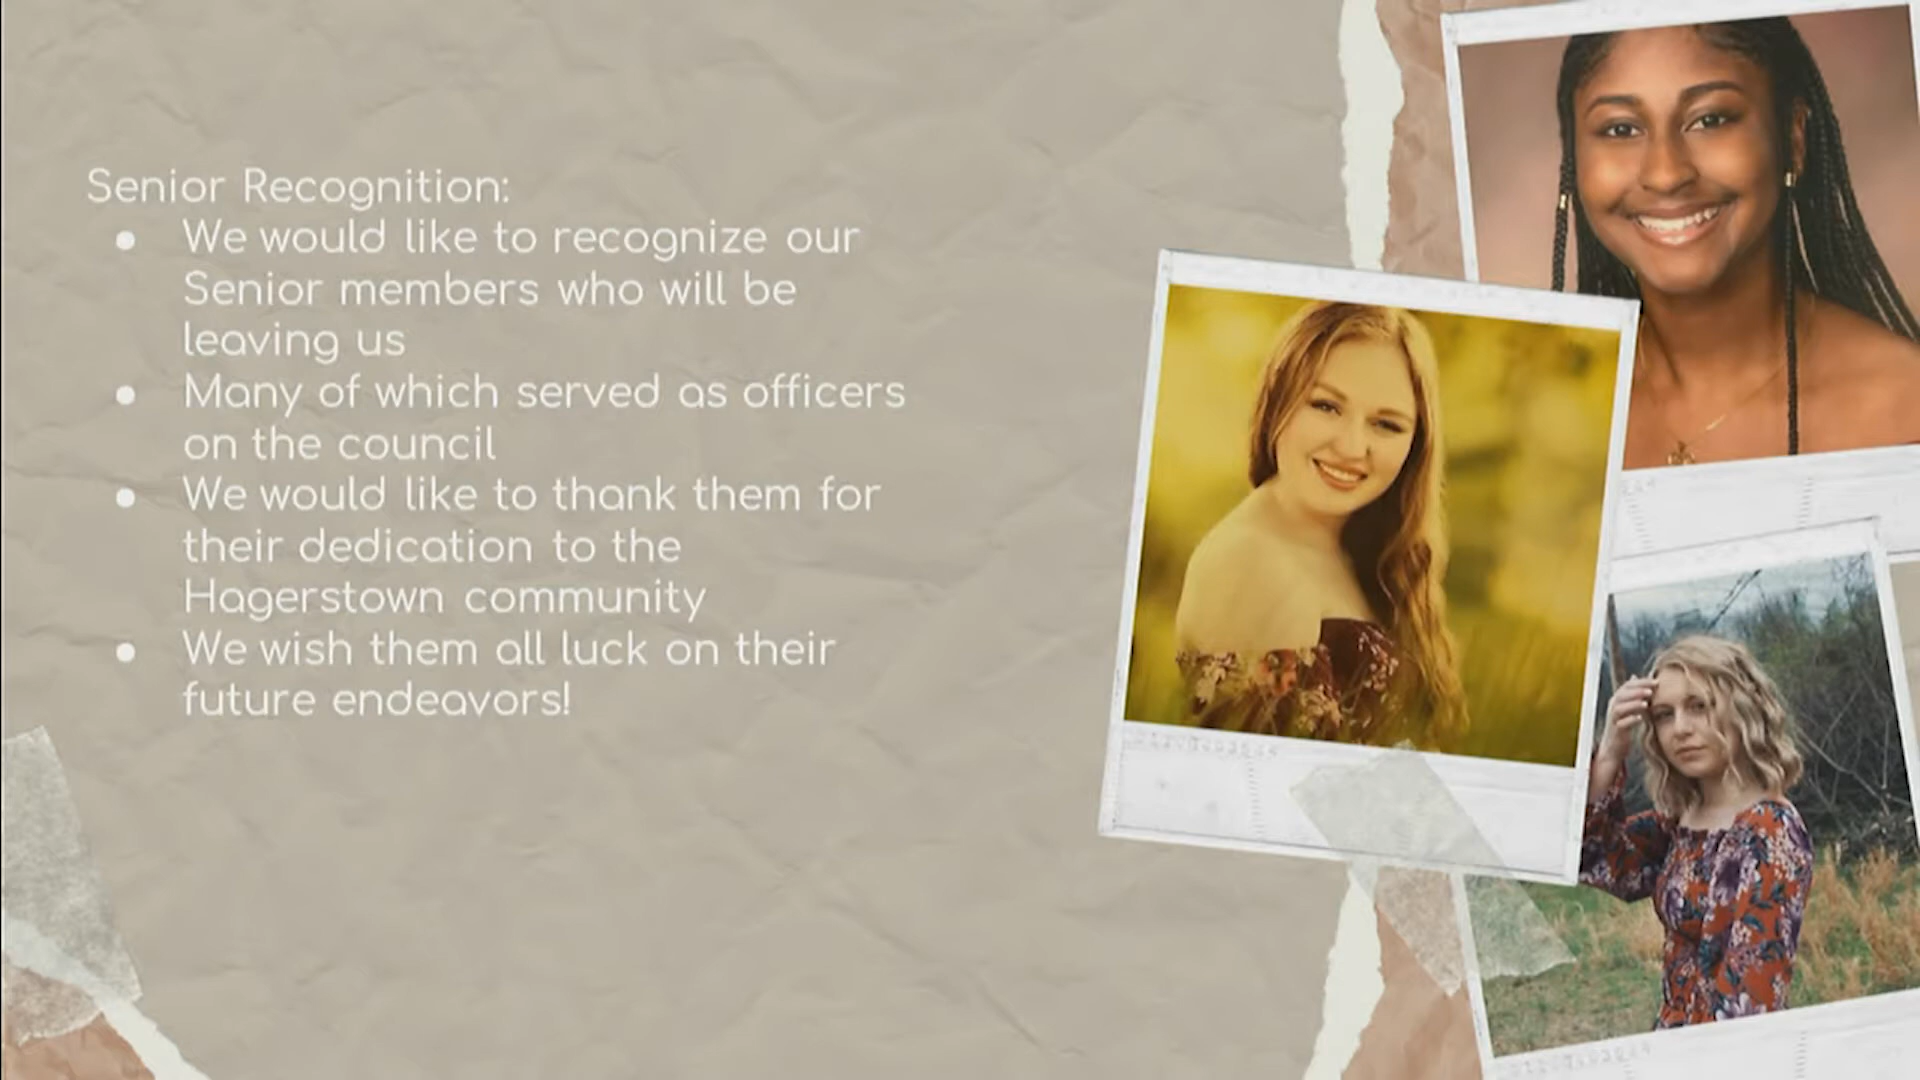 Senior Recognition:
● We would like to recognize our
Senior members who will be
leaving us
● Many of which served as officers
on the council
● We would like to thank them for
their dedication to the
Hagerstown community
● We wish them all luck on their
future endeavors!